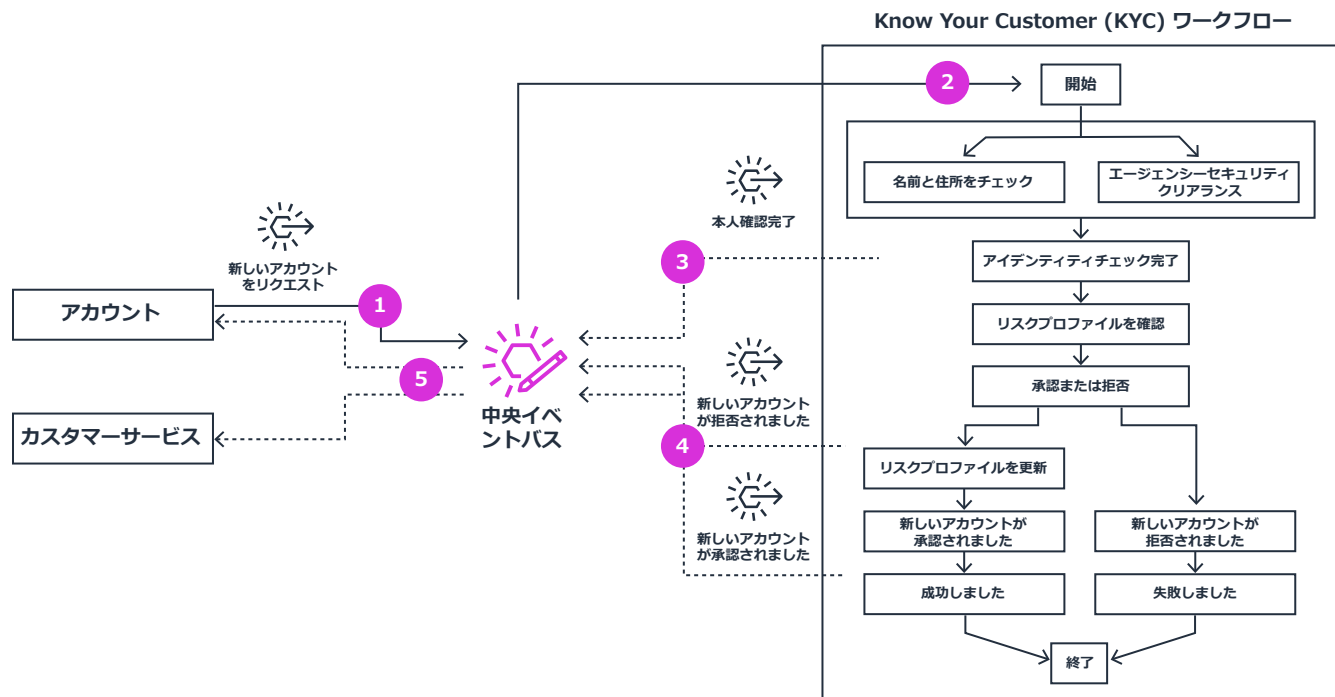 Know Your Customer (KYC) ワークフロー
2
開始
名前と住所をチェック
エージェンシーセキュリティ
クリアランス
本人確認完了
新しいアカウント
をリクエスト
3
アイデンティティチェック完了
アカウント
1
リスクプロファイルを確認
5
承認または拒否
新しいアカウント
が拒否されました
中央イベ
ントバス
カスタマーサービス
4
リスクプロファイルを更新
新しいアカウント
が承認されました
新しいアカウントが
承認されました
新しいアカウントが
拒否されました
成功しました
失敗しました
終了